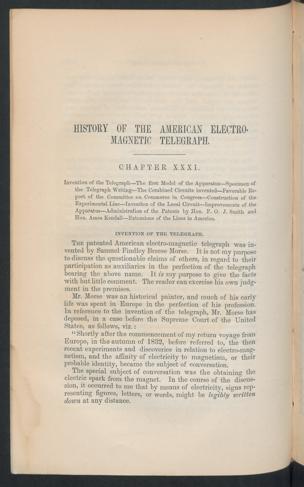 HISTORY OF THE AMERICAN ELECTRO-
MAGNETIC TELEGRAPH.
CHAPTER XXXI.
Invention of the Telegraph—The first Model of the Apparatus—Specimen of
the Telegraph Writing—The Combined Circuits invented—Favorable Re-
port of the Committee on Commerce in Congress—Construction of the
Experimental Line—Invention of the Local Circuit—Improvements of the
Apparatus—Administration of the Patents by Hon. F. O. J. Smith and
Hon. Amos Kendall—Extensions of the Lines in America.
INVENTION OF THE TELEGRAPH.
THE patented American electro-magnetic telegraph was in-
vented by Samuel Findley Breese Morse. It is not my purpose
to discuss the questionable claims of others, in regard to their
participation as auxiliaries in the perfection of the telegraph
bearing the above name. It is my purpose to give the facts
with but little comment. The reader can exercise his own judg-
ment in the premises.
Mr. Morse was an historical painter, and much of his early
life was spent in Europe in the perfection of his profession.
In reference to the invention of the telegraph, Mr. Morse has
deposed, in a case before the Supreme Court of the United
States, as follows, viz.:
"Shortly after the commencement of my return voyage from
Europe, in the autumn of 1832, before referred to, the then
recent experiments and discoveries in relation to electro-mag-
netism, and the affinity of electricity to magnetism, or their
probable identity, became the subject of conversation.
The special subject of conversation was the obtaining the
electric spark from the magnet. In the course of the discus-
sion, it occurred to me that by means of electricity, signs rep-
resenting figures, letters, or words, might be legibly written
down at any distance.